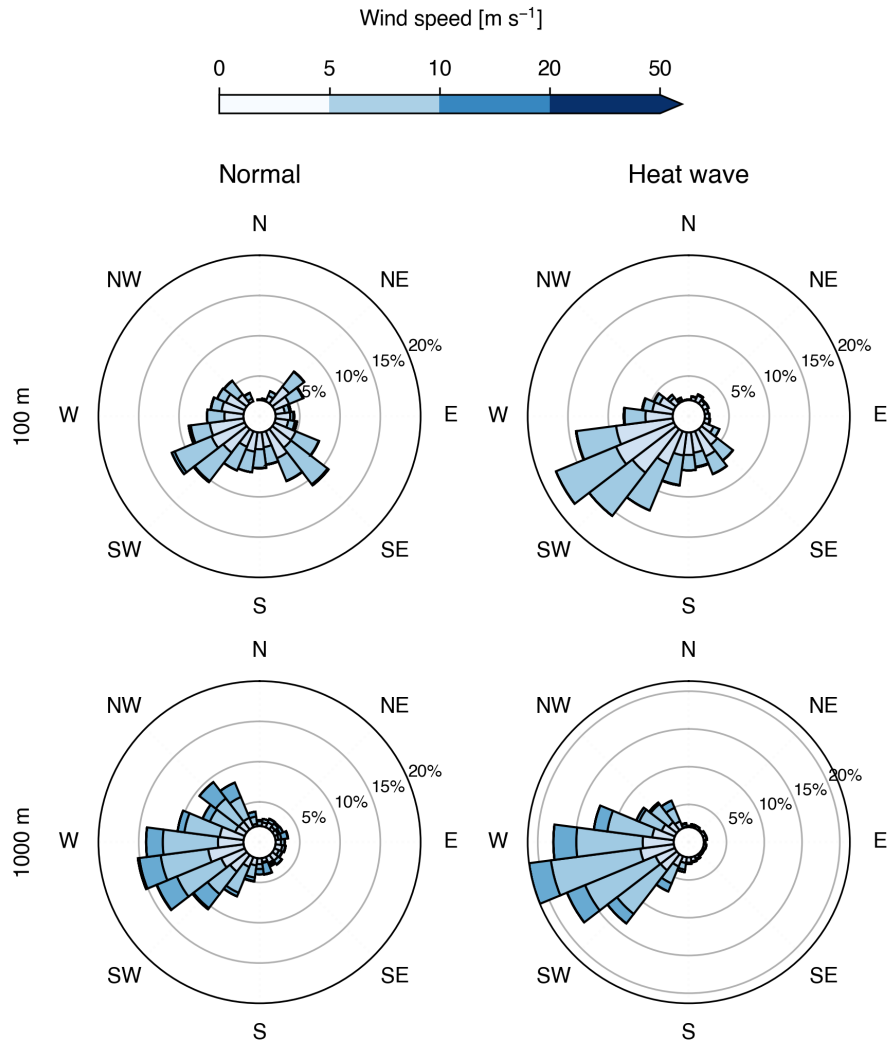 Wind speed [m s⁻¹]
0 5 10 20 50
Normal Heat wave
N N
NW NE NW NE
20% 20%
15% 15%
10% 10%
5% 5%
100 m W E W E
SW SE SW SE
S S
N N
NW NE NW NE
20% 20%
15% 15%
10% 10%
5% 5%
1000 m W E W E
SW SE SW SE
S S